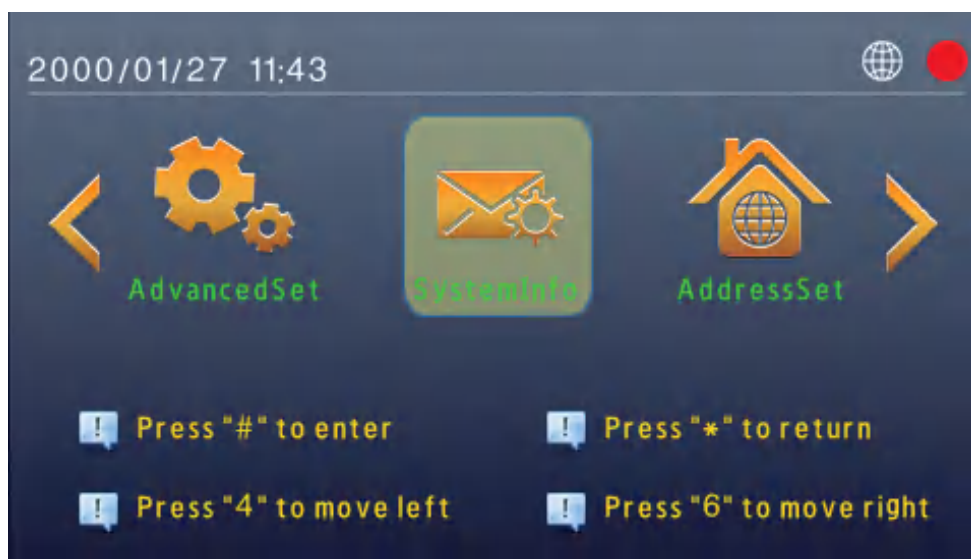 2000/01/27 11:43
AdvancedSet SystemInfo AddressSet
Press "#" to enter Press "*" to return
Press "4" to move left Press "6" to move right